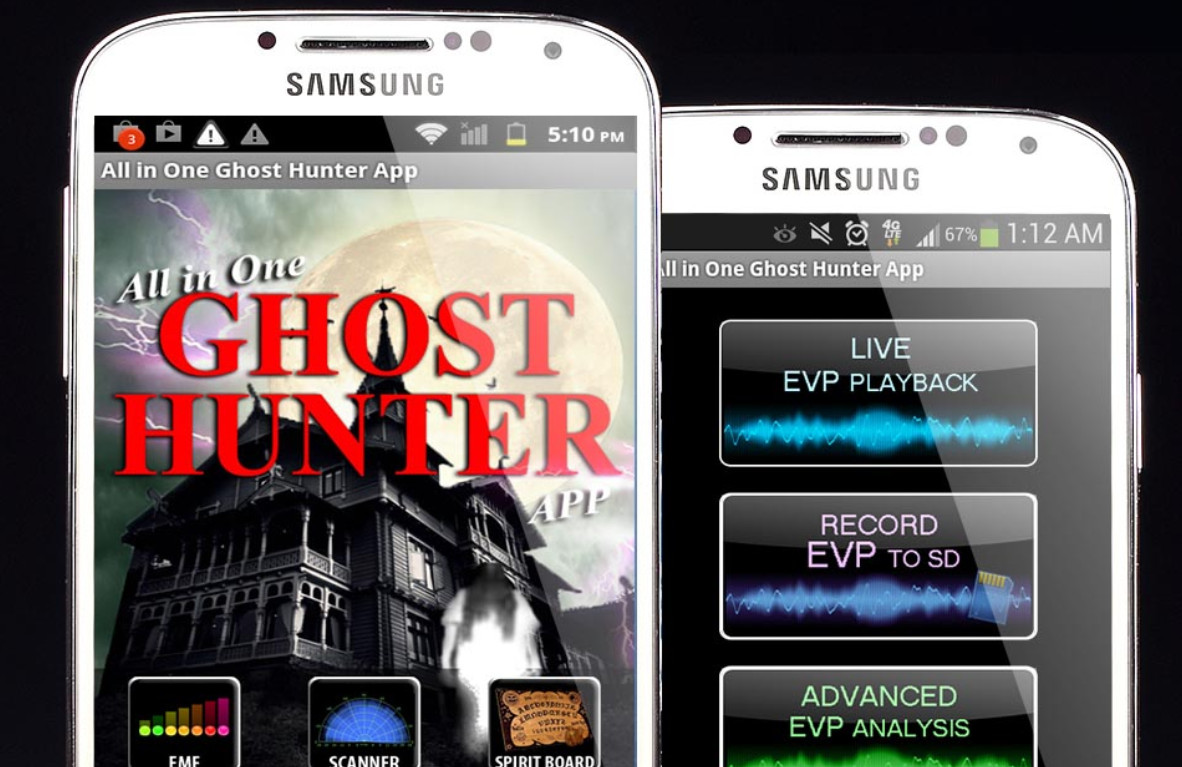 SAMSUNG
3
5:10 PM
All in One Ghost Hunter App
All in One
GHOST
HUNTER
APP
EMF
SCANNER
SPIRIT BOARD
SAMSUNG
4G
LTE
67%
1:12 AM
All in One Ghost Hunter App
LIVE
EVP PLAYBACK
RECORD
EVP TO SD
ADVANCED
EVP ANALYSIS